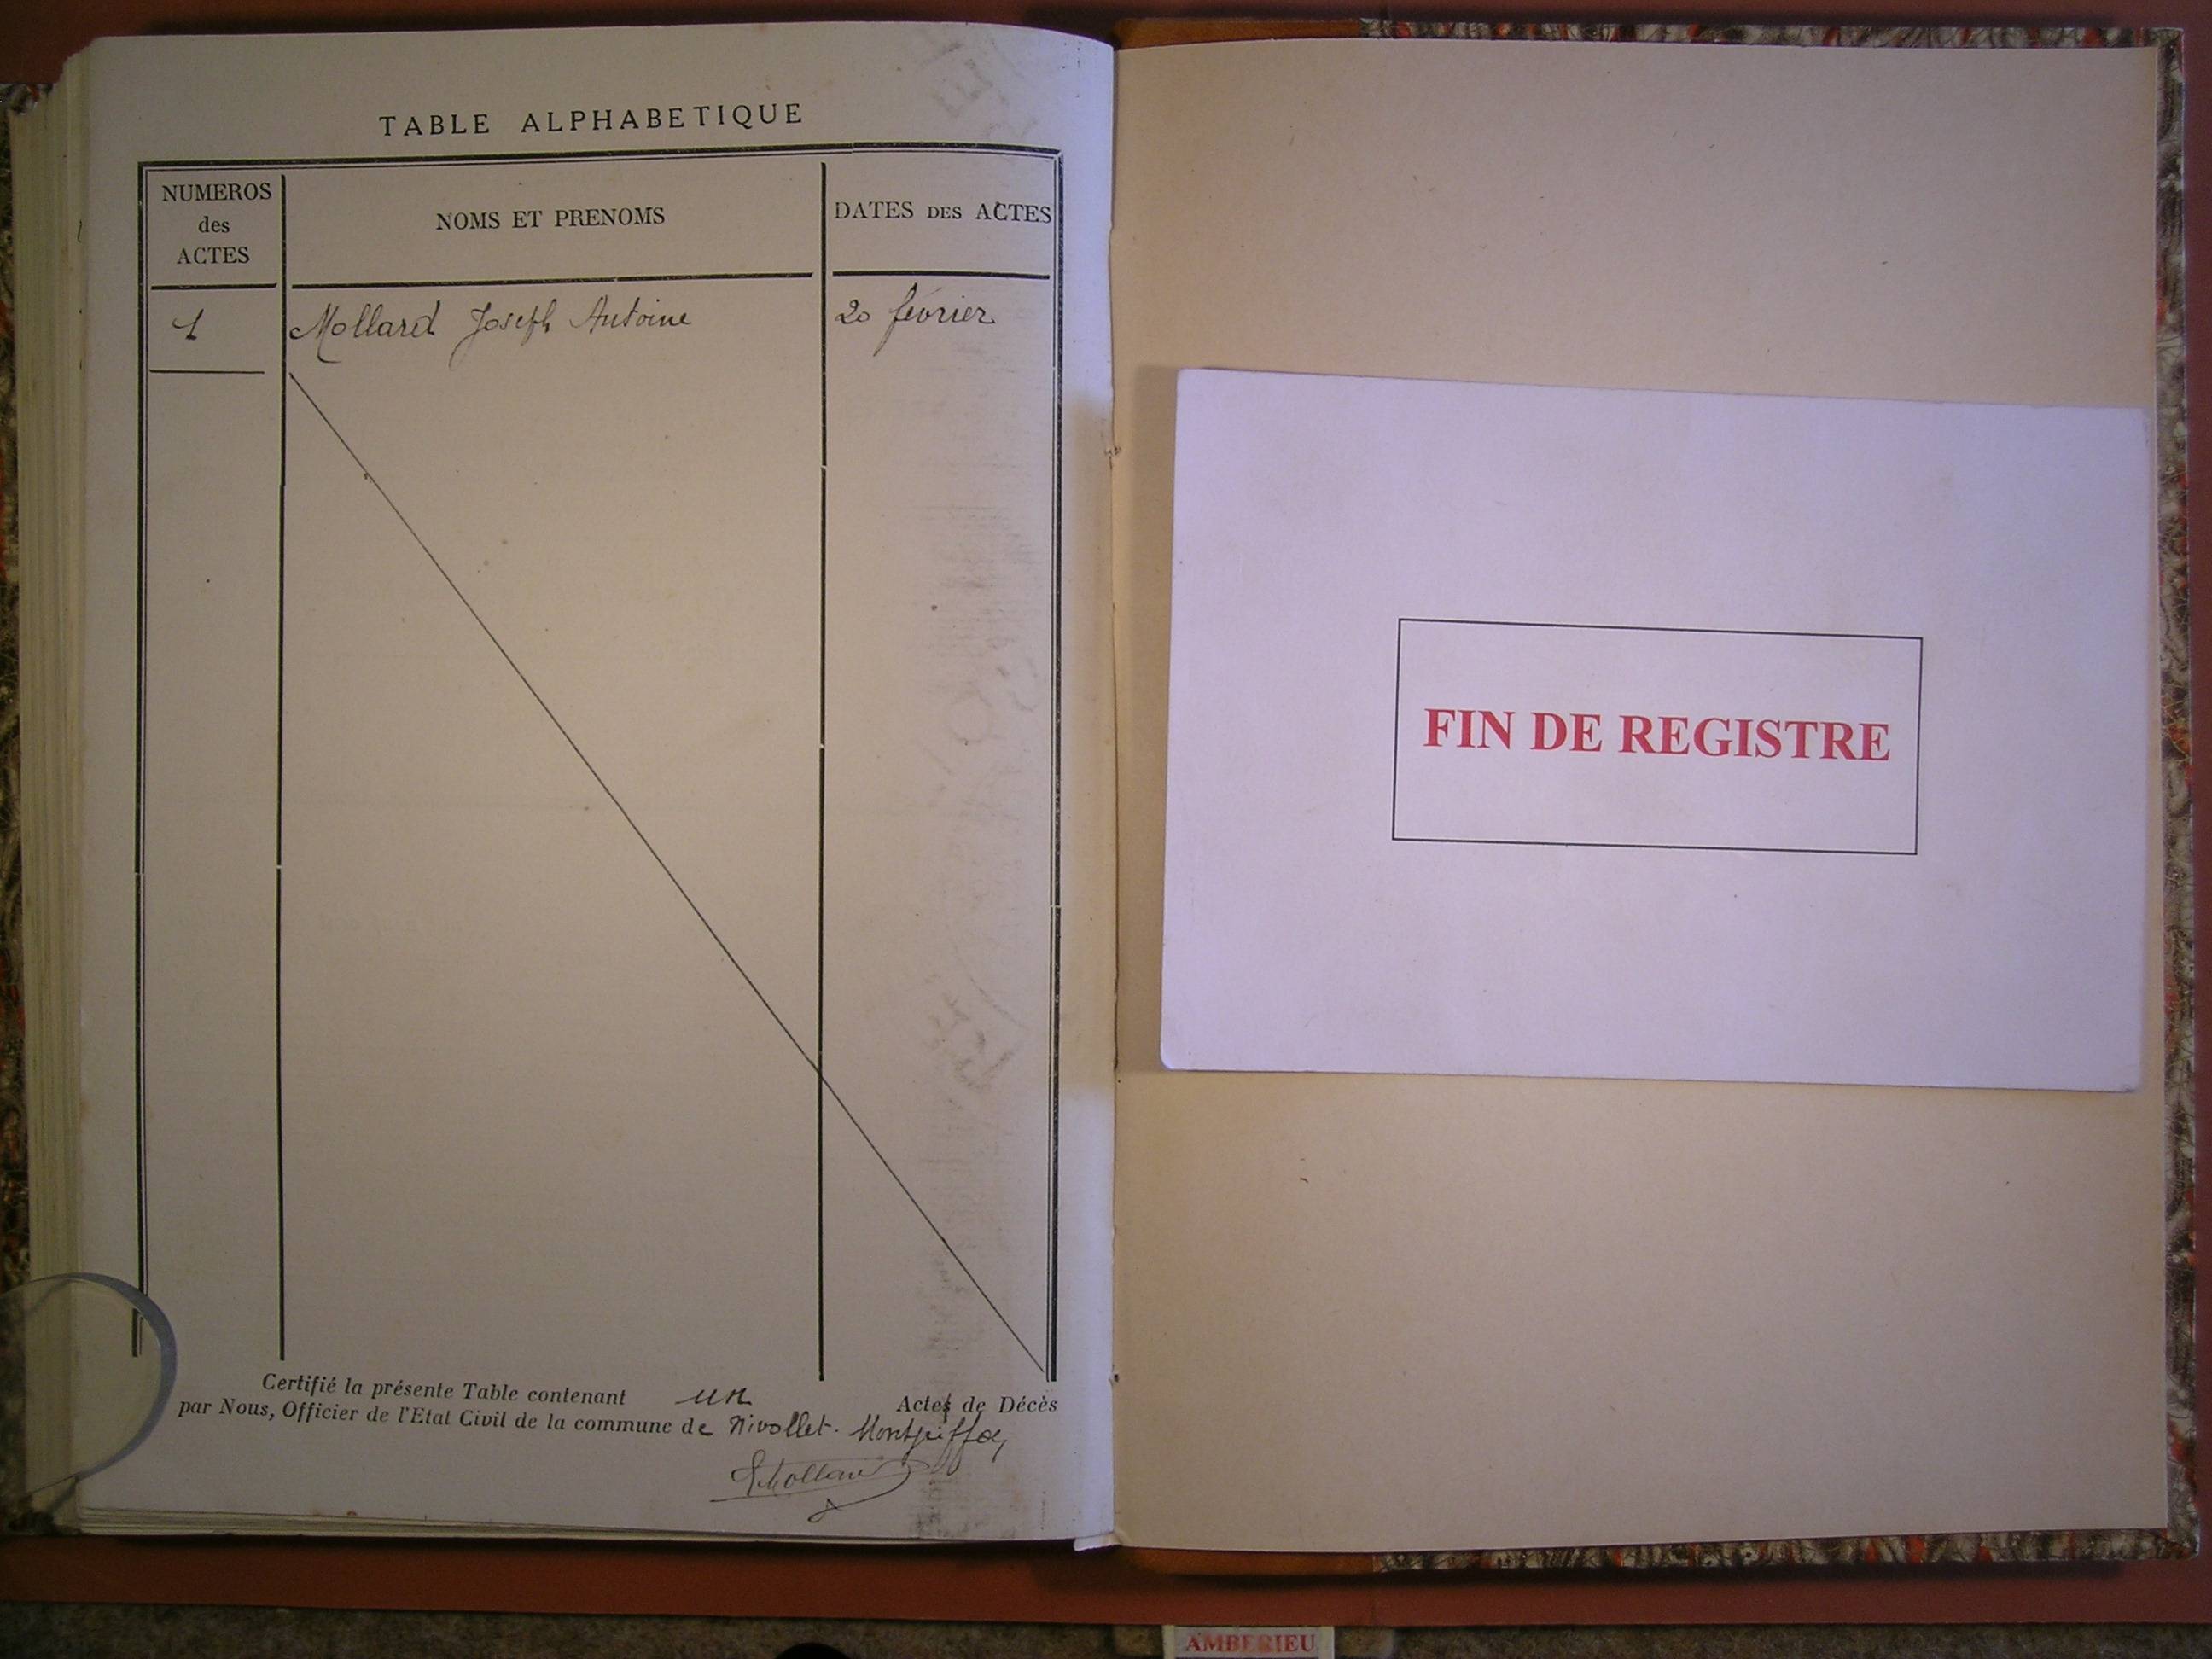 TABLE ALPHABETIQUE
NUMEROS
des
ACTES
NOMS ET PRENOMS
DATES DES ACTES
1 Mollard Joseph Antoine 20 février
Certifié la présente Table contenant un Actes de Décès
par Nous, Officier de l'Etat Civil de la commune de Nivollet-Montgriffon
FIN DE REGISTRE
AMBERIEU